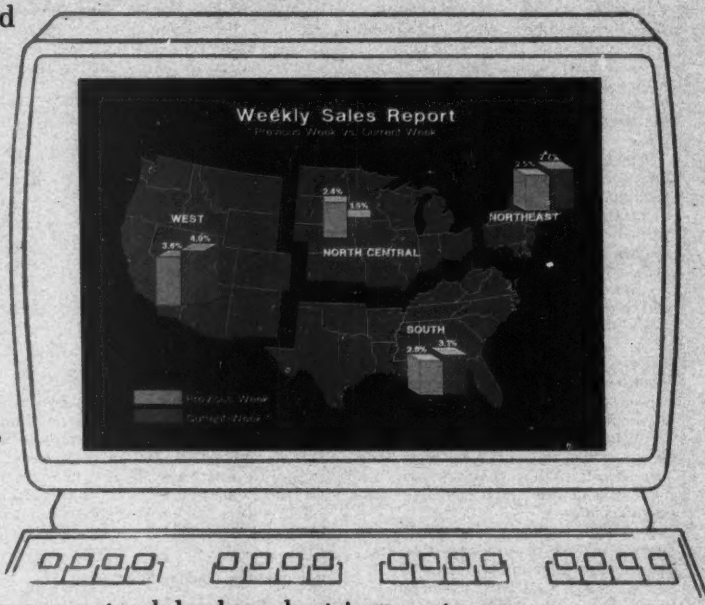 d
Weekly Sales Report
Previous Week vs. Current Week
2.5%
2.4%
1.5%
WEST
NORTHEAST
3.6%
4.0%
NORTH CENTRAL
SOUTH
3.1%
Previous Week
Current Week